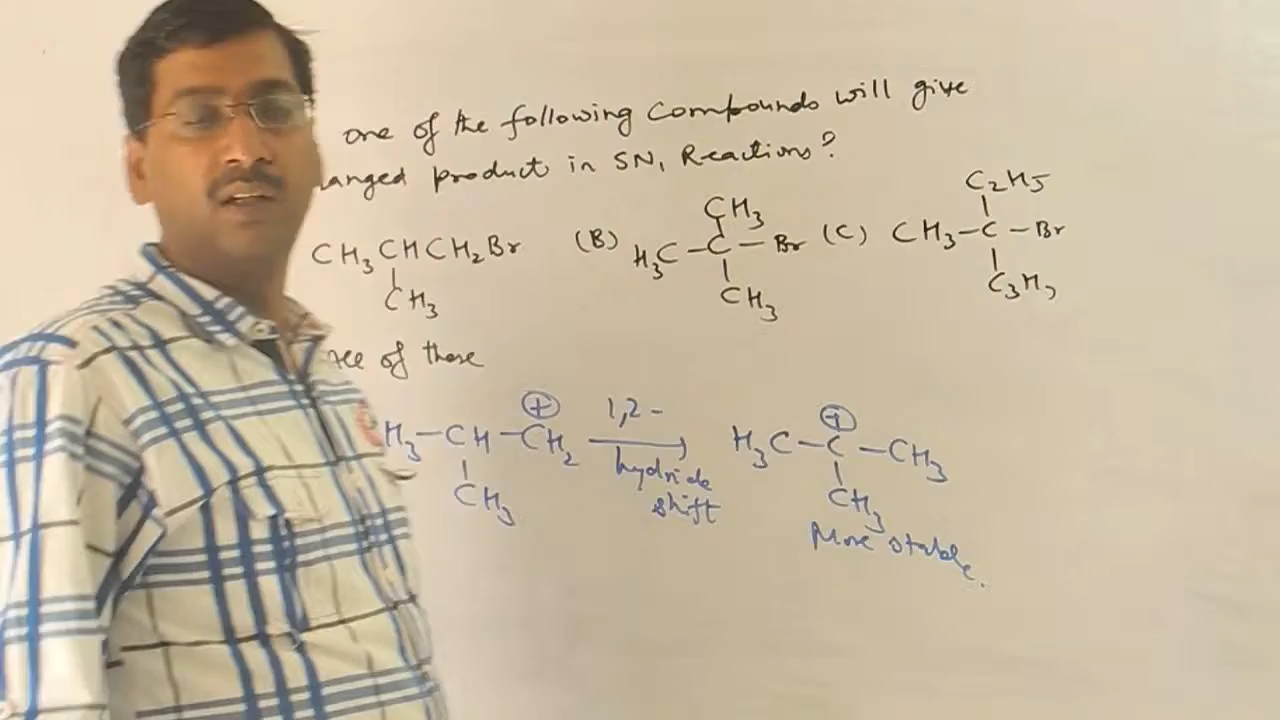 one of the following Compounds will give
anged product in SN1 Reactions?
CH3CHCH2Br
CH3
(B) H3C-C-Br
CH3
CH3
(C) CH3-C-Br
C2H5
C3H7
of these
H3-CH-CH2
+
CH3
1,2-
hydride
shift
H3C-C-CH3
+
CH3
More stable.